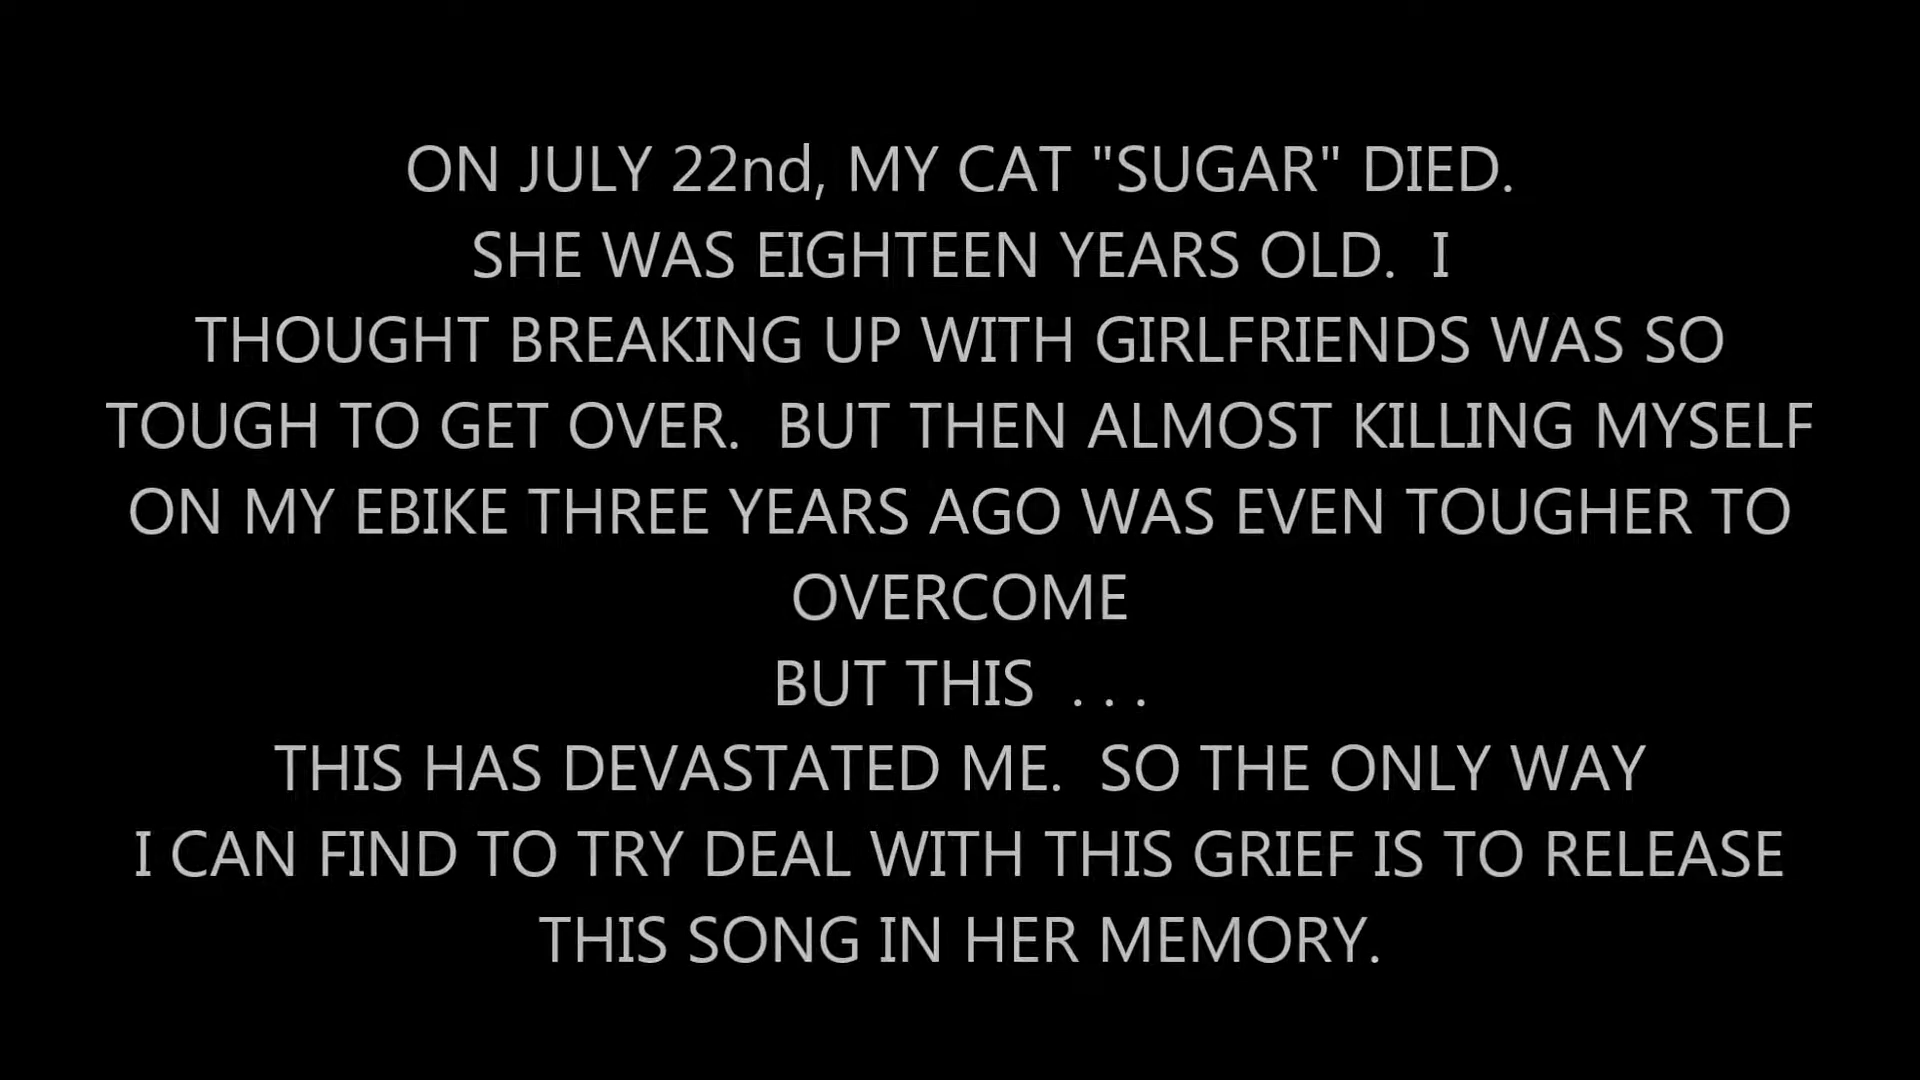 ON JULY 22nd, MY CAT "SUGAR" DIED.
SHE WAS EIGHTEEN YEARS OLD.  I
THOUGHT BREAKING UP WITH GIRLFRIENDS WAS SO
TOUGH TO GET OVER.  BUT THEN ALMOST KILLING MYSELF
ON MY EBIKE THREE YEARS AGO WAS EVEN TOUGHER TO
OVERCOME
BUT THIS  . . .
THIS HAS DEVASTATED ME.  SO THE ONLY WAY
I CAN FIND TO TRY DEAL WITH THIS GRIEF IS TO RELEASE
THIS SONG IN HER MEMORY.